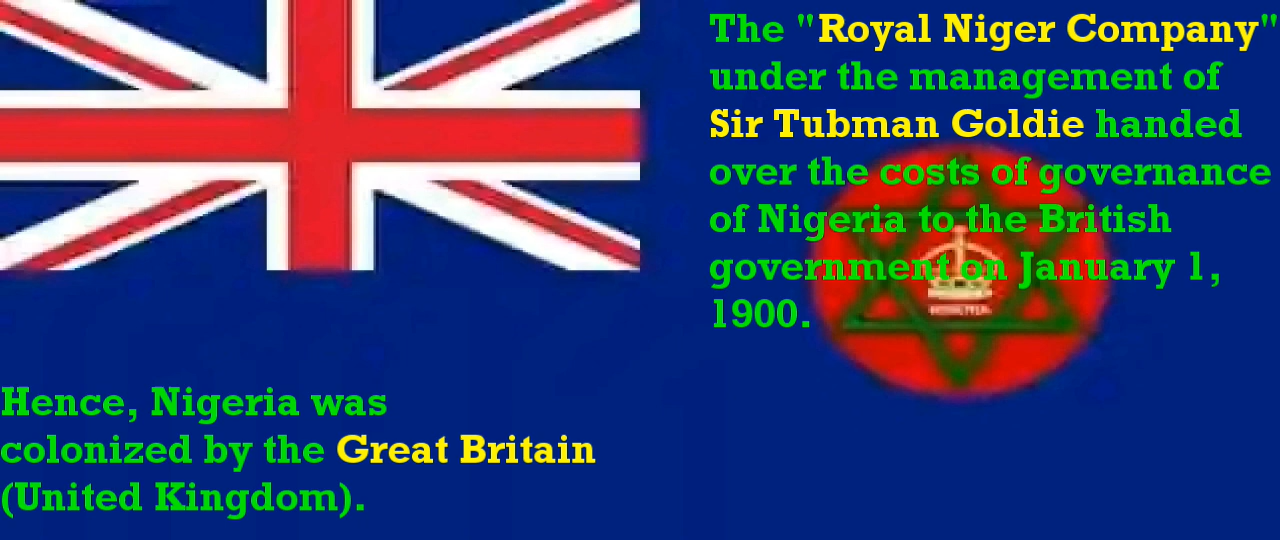 The "Royal Niger Company"
under the management of
Sir Tubman Goldie handed
over the costs of governance
of Nigeria to the British
government on January 1,
1900.
Hence, Nigeria was
colonized by the Great Britain
(United Kingdom).